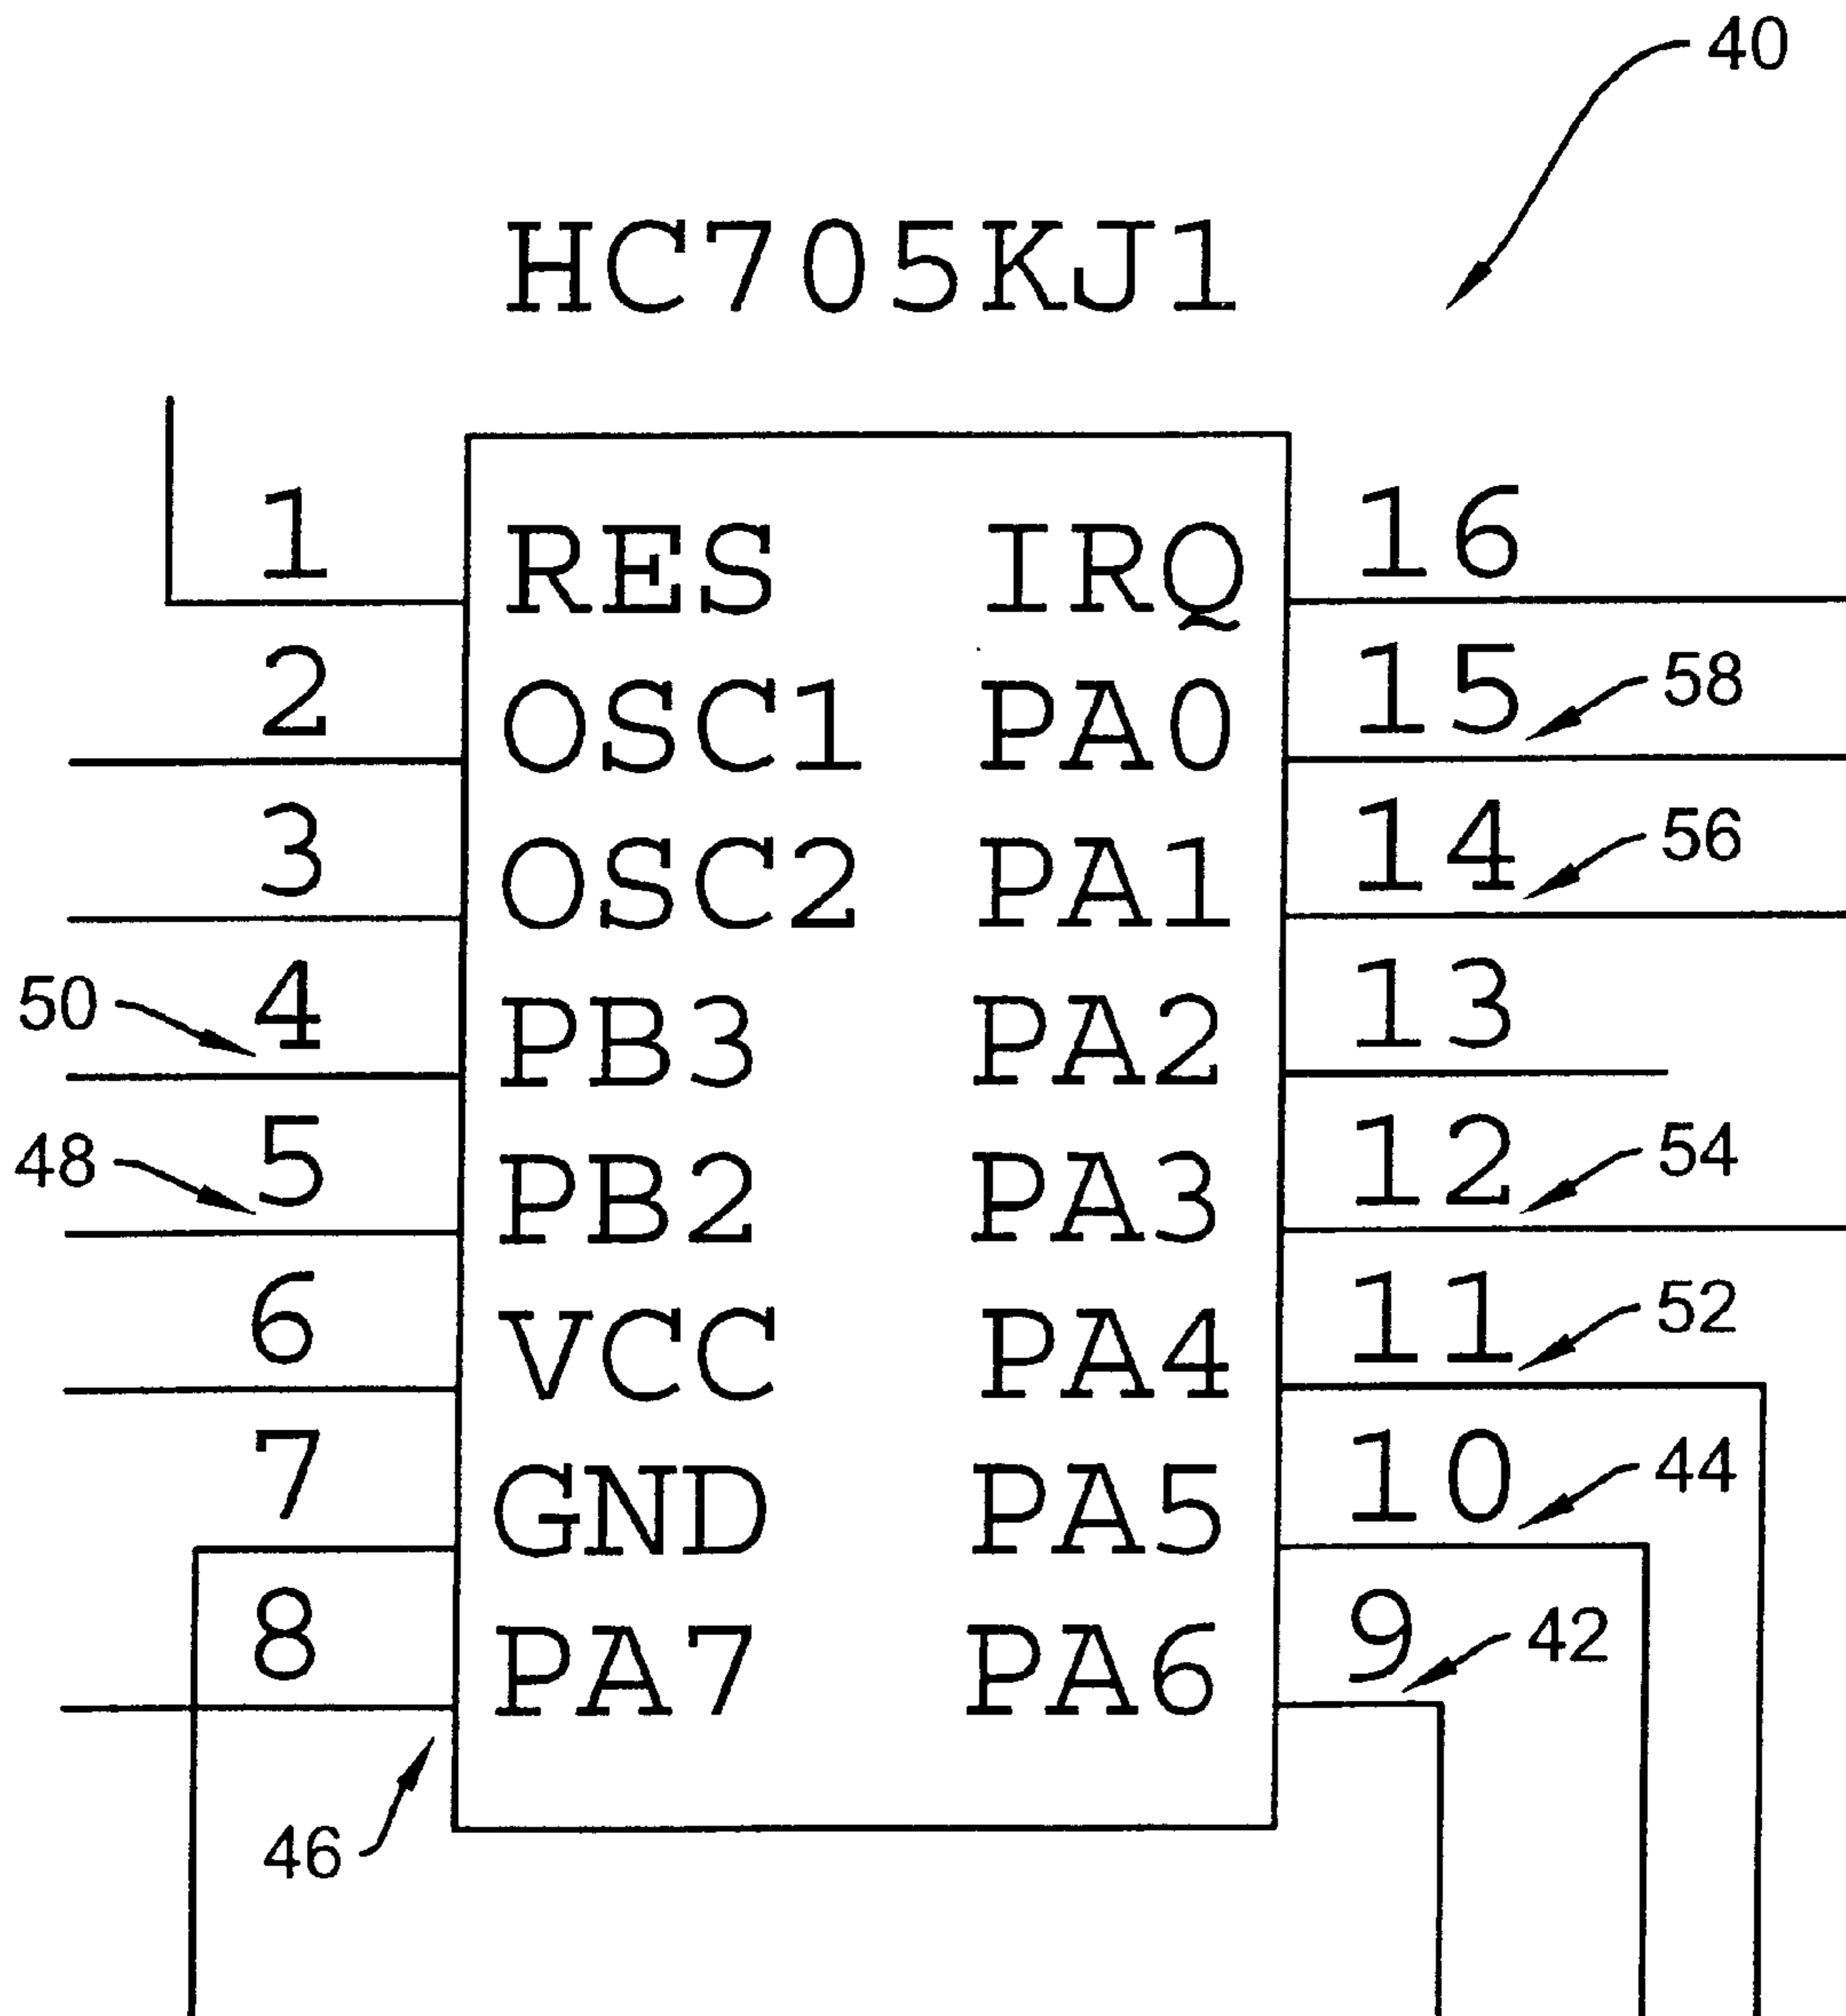 40
HC705KJ1
1 RES IRQ 16
2 OSC1 PA0 15 58
3 OSC2 PA1 14 56
50 4 PB3 PA2 13
48 5 PB2 PA3 12 54
6 VCC PA4 11 52
7 GND PA5 10 44
8 PA7 PA6 9 42
46